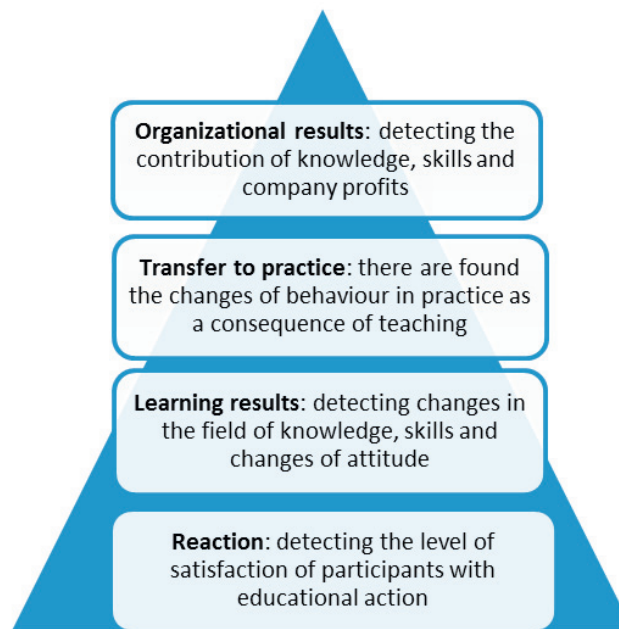 Organizational results: detecting the
contribution of knowledge, skills and
company profits
Transfer to practice: there are found
the changes of behaviour in practice as
a consequence of teaching
Learning results: detecting changes in
the field of knowledge, skills and
changes of attitude
Reaction: detecting the level of
satisfaction of participants with
educational action